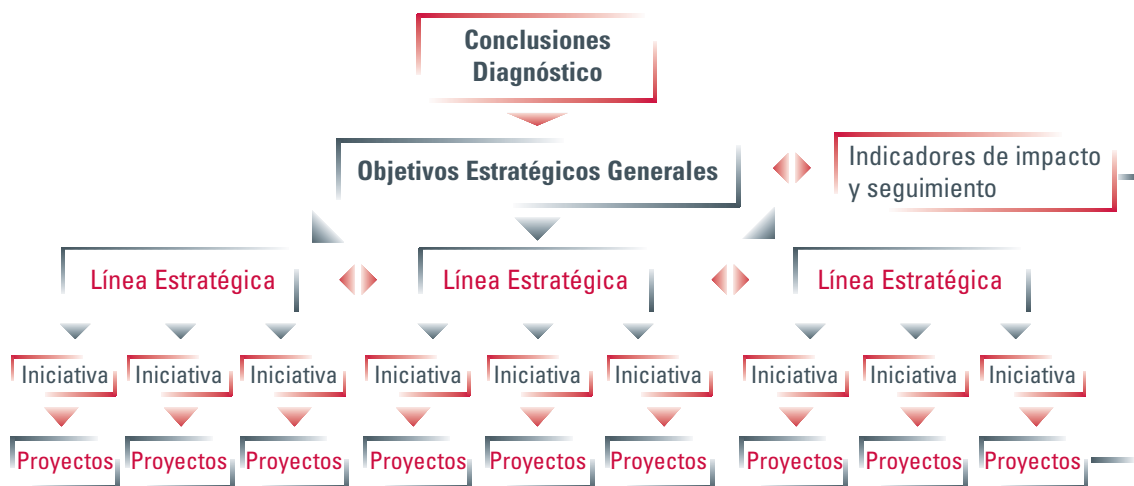 Conclusiones
Diagnóstico
Objetivos Estratégicos Generales
Indicadores de impacto
y seguimiento
Línea Estratégica
Línea Estratégica
Línea Estratégica
Iniciativa
Iniciativa
Iniciativa
Iniciativa
Iniciativa
Iniciativa
Iniciativa
Iniciativa
Iniciativa
Proyectos
Proyectos
Proyectos
Proyectos
Proyectos
Proyectos
Proyectos
Proyectos
Proyectos